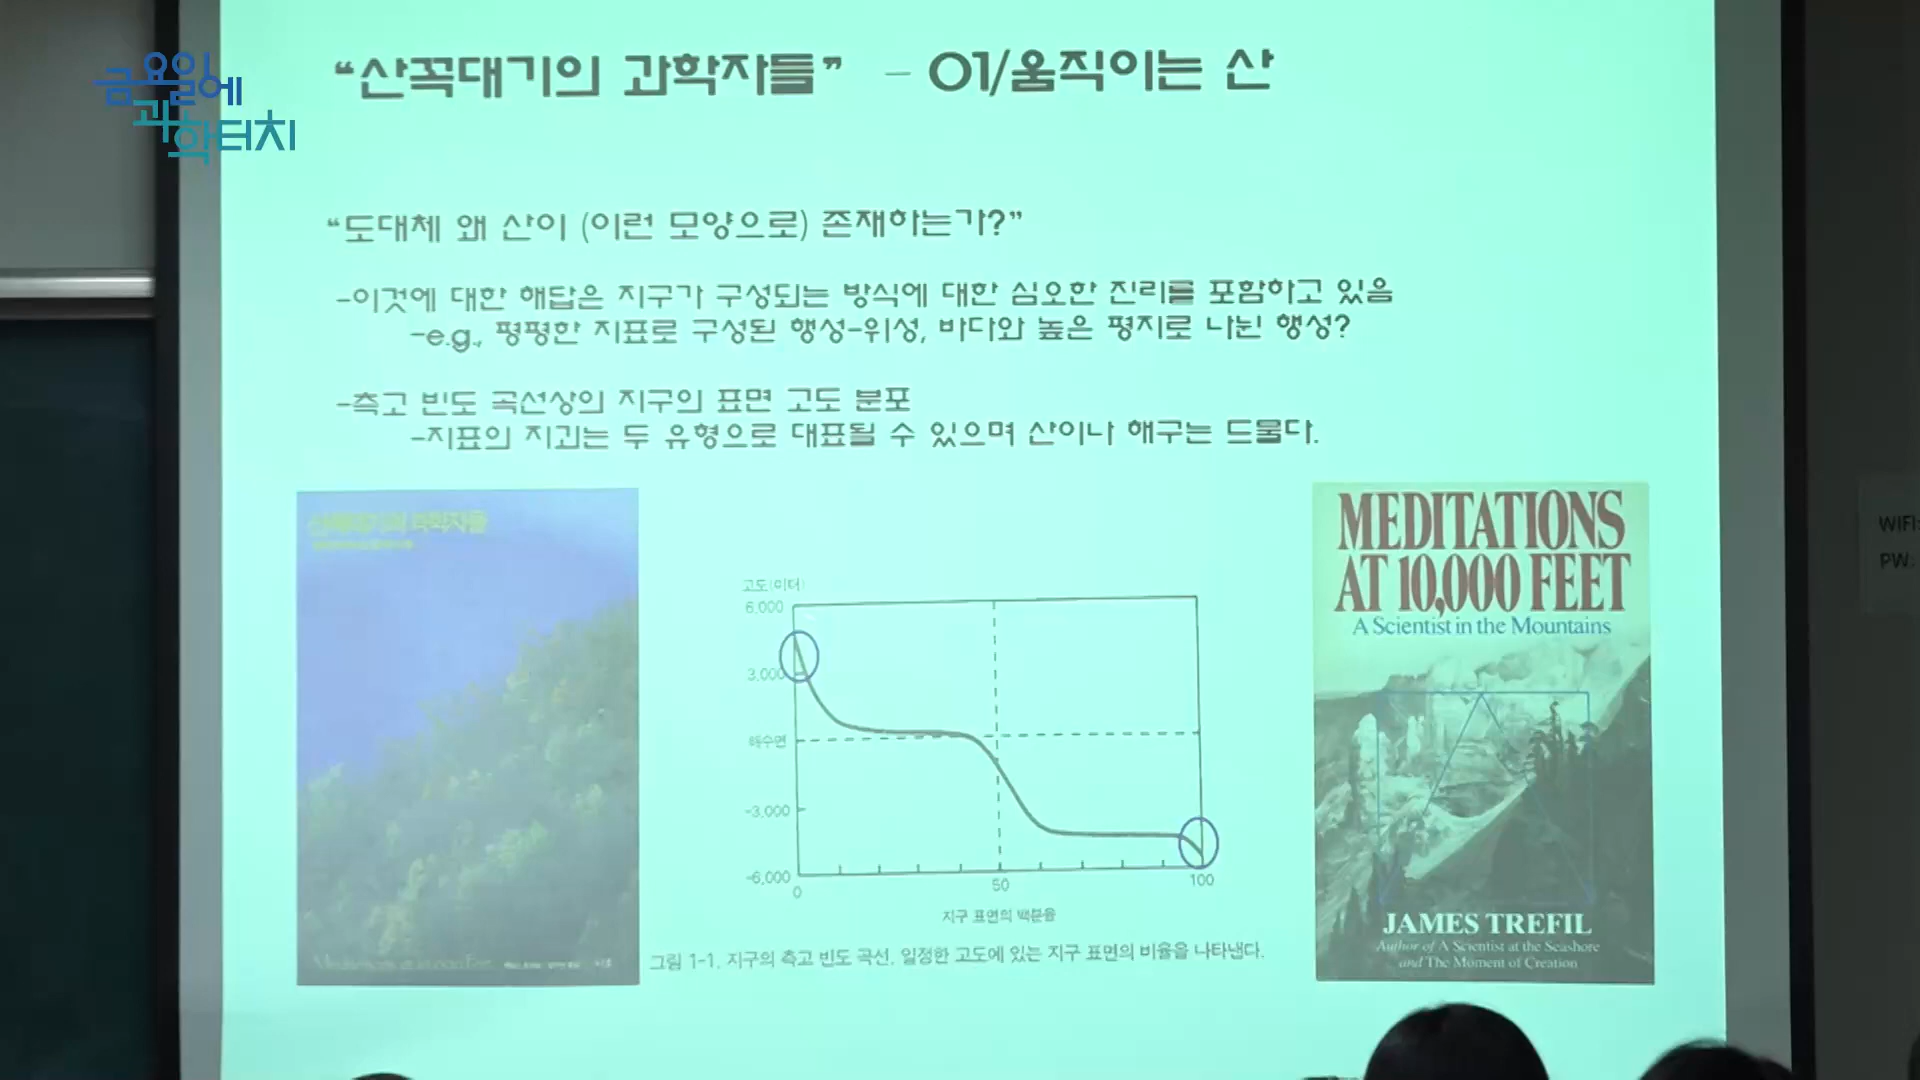 금요일에
과학터치
“산꼭대기의 과학자들” – 01/움직이는 산
“도대체 왜 산이 (이런 모양으로) 존재하는가?”
-이것에 대한 해답은 지구가 구성되는 방식에 대한 심오한 진리를 포함하고 있음
-e.g., 평평한 지표로 구성된 행성-위성, 바다와 높은 평지로 나뉜 행성?
-측고 빈도 곡선상의 지구의 표면 고도 분포
-지표의 지괴는 두 유형으로 대표될 수 있으며 산이나 해구는 드물다.
산꼭대기의 과학자들
고도(미터)
6,000
3,000
해수면
-3,000
-6,000
0
50
100
지구 표면의 백분율
그림 1-1. 지구의 측고 빈도 곡선. 일정한 고도에 있는 지구 표면의 비율을 나타낸다.
MEDITATIONS
AT 10,000 FEET
A Scientist in the Mountains
JAMES TREFIL
Author of A Scientist at the Seashore
and The Moment of Creation
Meditations at 10,000 Feet
WIFI:
PW: